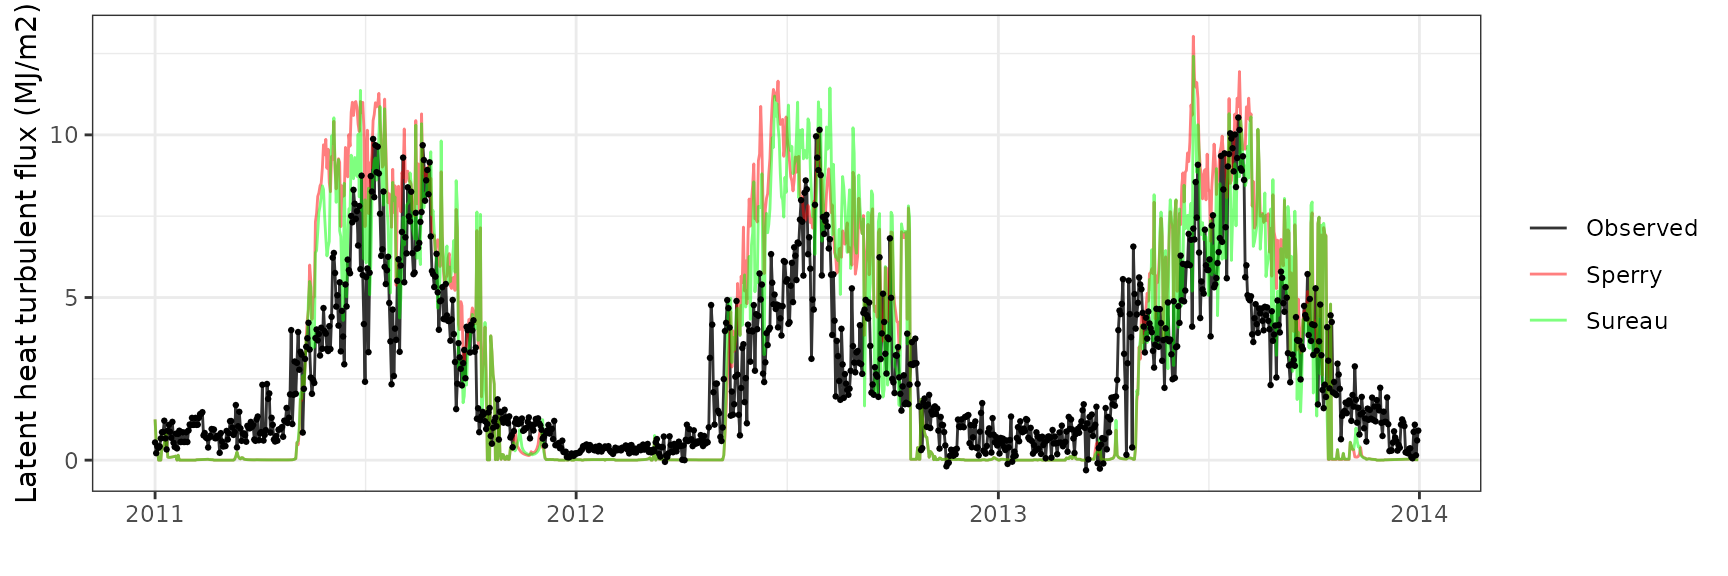 Latent heat turbulent flux (MJ/m2)
10
5
0
2011
2012
2013
2014
Observed
Sperry
Sureau